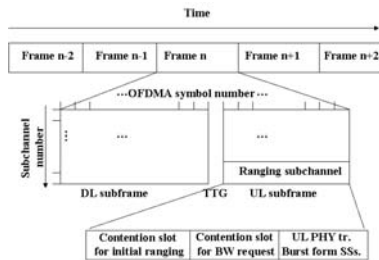 Time
Frame n-2 Frame n-1 Frame n Frame n+1 Frame n+2
···OFDMA symbol number ···
Subchannel
number
··· ···
Ranging subchannel
DL subframe TTG UL subframe
Contention slot Contention slot UL PHY tr.
for initial ranging for BW request Burst form SSs.